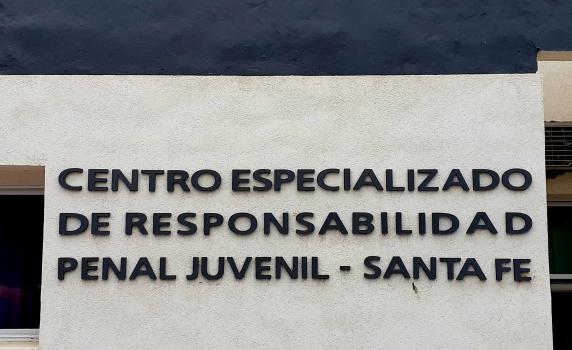 CENTRO ESPECIALIZADO
DE RESPONSABILIDAD
PENAL JUVENIL - SANTA FE